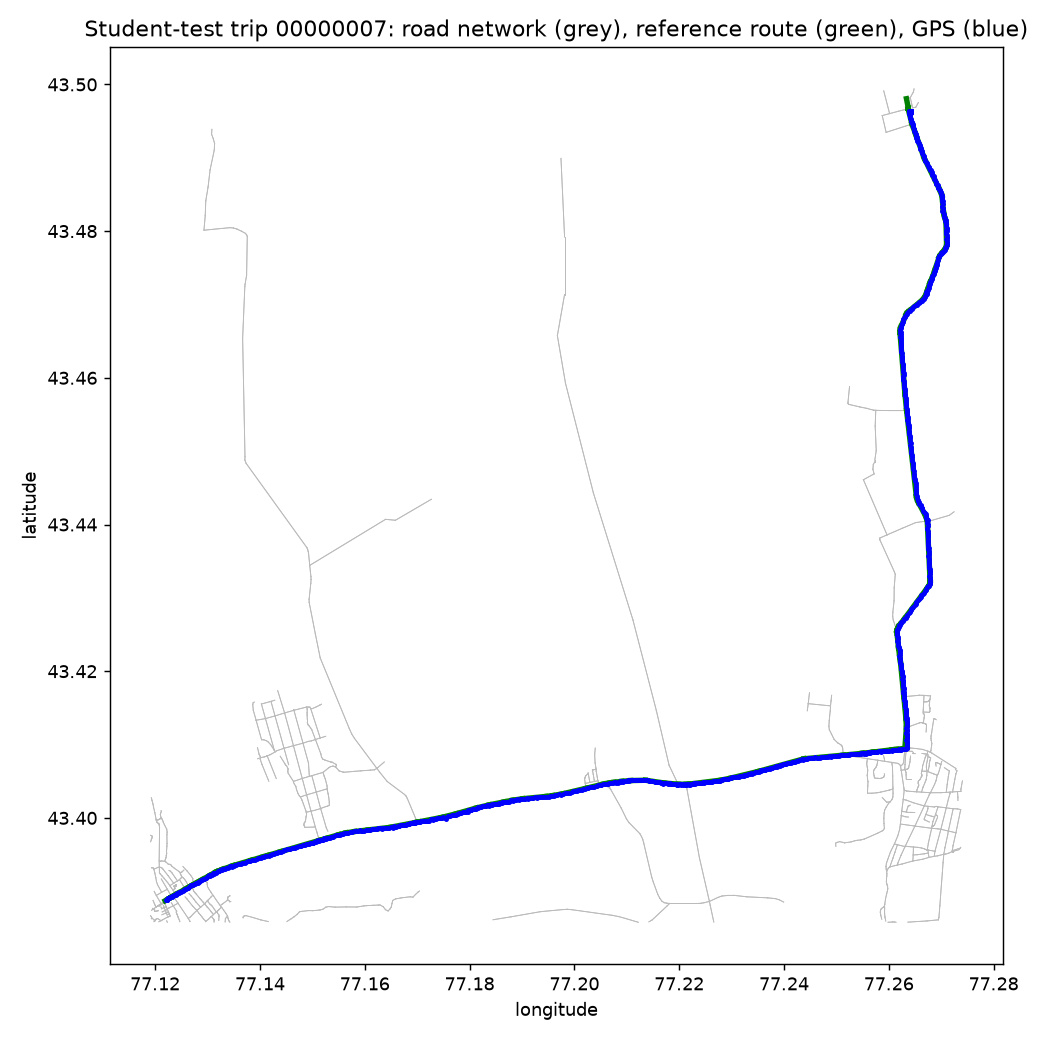 Student-test trip 00000007: road network (grey), reference route (green), GPS (blue)
43.50
43.48
43.46
43.44
43.42
43.40
latitude
77.12 77.14 77.16 77.18 77.20 77.22 77.24 77.26 77.28
longitude